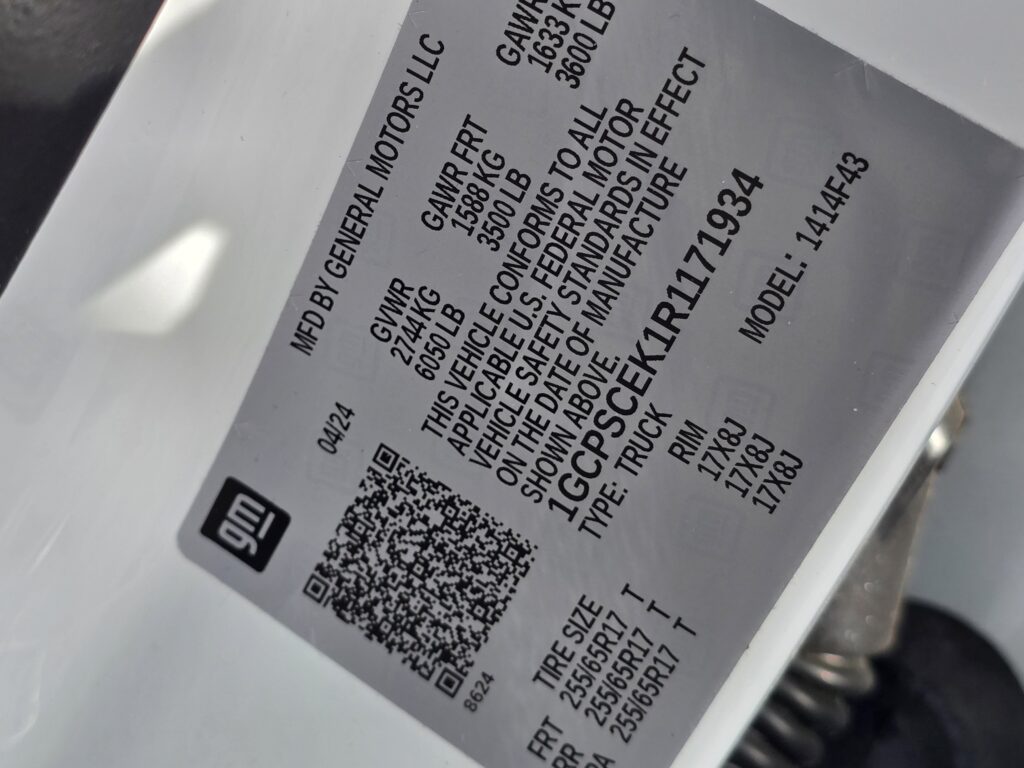 gm
MFD BY GENERAL MOTORS LLC
04/24
GVWR
2744 KG
6050 LB
GAWR FRT
1588 KG
3500 LB
GAWR
1633 K
3600 LB
THIS VEHICLE CONFORMS TO ALL
APPLICABLE U.S. FEDERAL MOTOR
VEHICLE SAFETY STANDARDS IN EFFECT
ON THE DATE OF MANUFACTURE
SHOWN ABOVE.
1GCPSCEK1R1171934
TYPE: TRUCK
MODEL: 1414F43
8624
TIRE SIZE RIM
FRT 255/65R17 T 17X8J
RR 255/65R17 T 17X8J
PA 255/65R17 T 17X8J